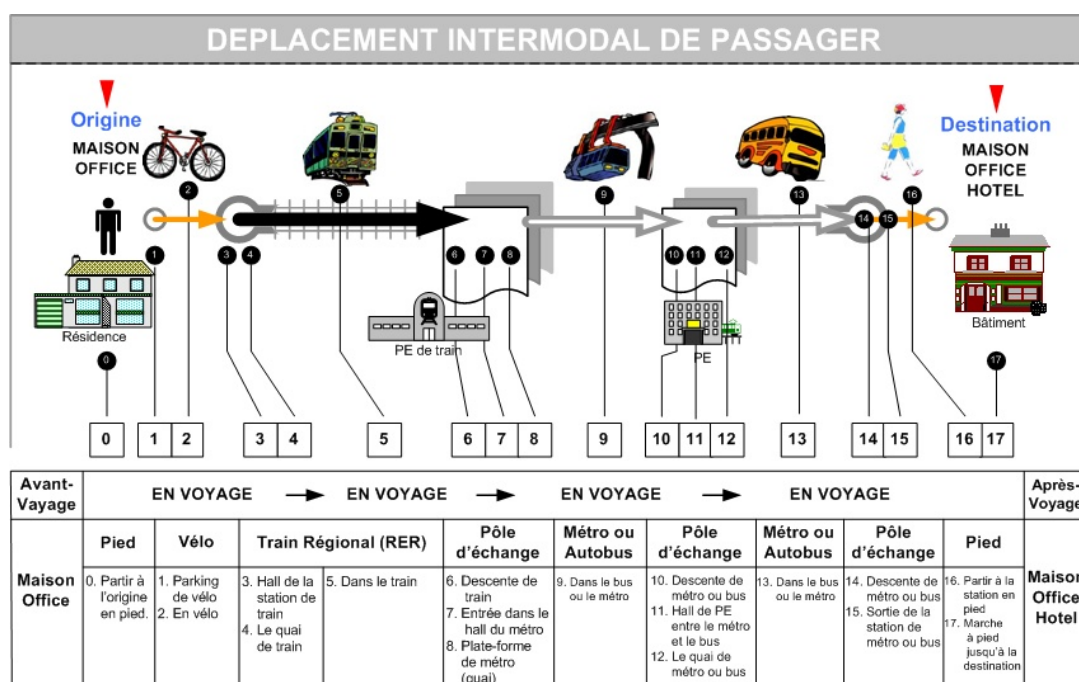 DEPLACEMENT INTERMODAL DE PASSAGER
Origine
MAISON
OFFICE
Destination
MAISON
OFFICE
HOTEL
2
5
9
13
16
14
15
1
3
4
6
7
8
10
11
12
Résidence
PE de train
PE
Bâtiment
0
17
0
1
2
3
4
5
6
7
8
9
10
11
12
13
14
15
16
17
Avant-
Vayage
EN VOYAGE
EN VOYAGE
EN VOYAGE
EN VOYAGE
Après-
Voyage
Maison
Office
Pied
0. Partir à
l'origine
en pied.
Vélo
1. Parking
de vélo
2. En vélo
Train Régional (RER)
3. Hall de la
station de
train
4. Le quai
de train
5. Dans le train
Pôle
d'échange
6. Descente de
train
7. Entrée dans le
hall du métro
8. Plate-forme
de métro
(quai)
Métro ou
Autobus
9. Dans le bus
ou le métro
Pôle
d'échange
10. Descente de
métro ou bus
11. Hall de PE
entre le métro
et le bus
12. Le quai de
métro ou bus
Métro ou
Autobus
13. Dans le bus
ou le métro
Pôle
d'échange
14. Descente de
métro ou bus
15. Sortie de la
station de
métro ou bus
Pied
16. Partir à la
station en
pied
17. Marche
à pied
jusqu'à la
destination
Maison
Office
Hotel